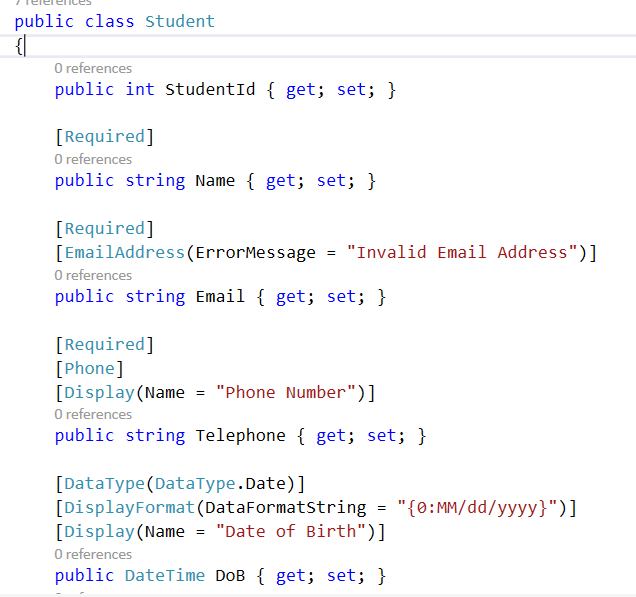 7 references
public class Student
{
0 references
public int StudentId { get; set; }
[Required]
0 references
public string Name { get; set; }
[Required]
[EmailAddress(ErrorMessage = "Invalid Email Address")]
0 references
public string Email { get; set; }
[Required]
[Phone]
[Display(Name = "Phone Number")]
0 references
public string Telephone { get; set; }
[DataType(DataType.Date)]
[DisplayFormat(DataFormatString = "{0:MM/dd/yyyy}")]
[Display(Name = "Date of Birth")]
0 references
public DateTime DoB { get; set; }